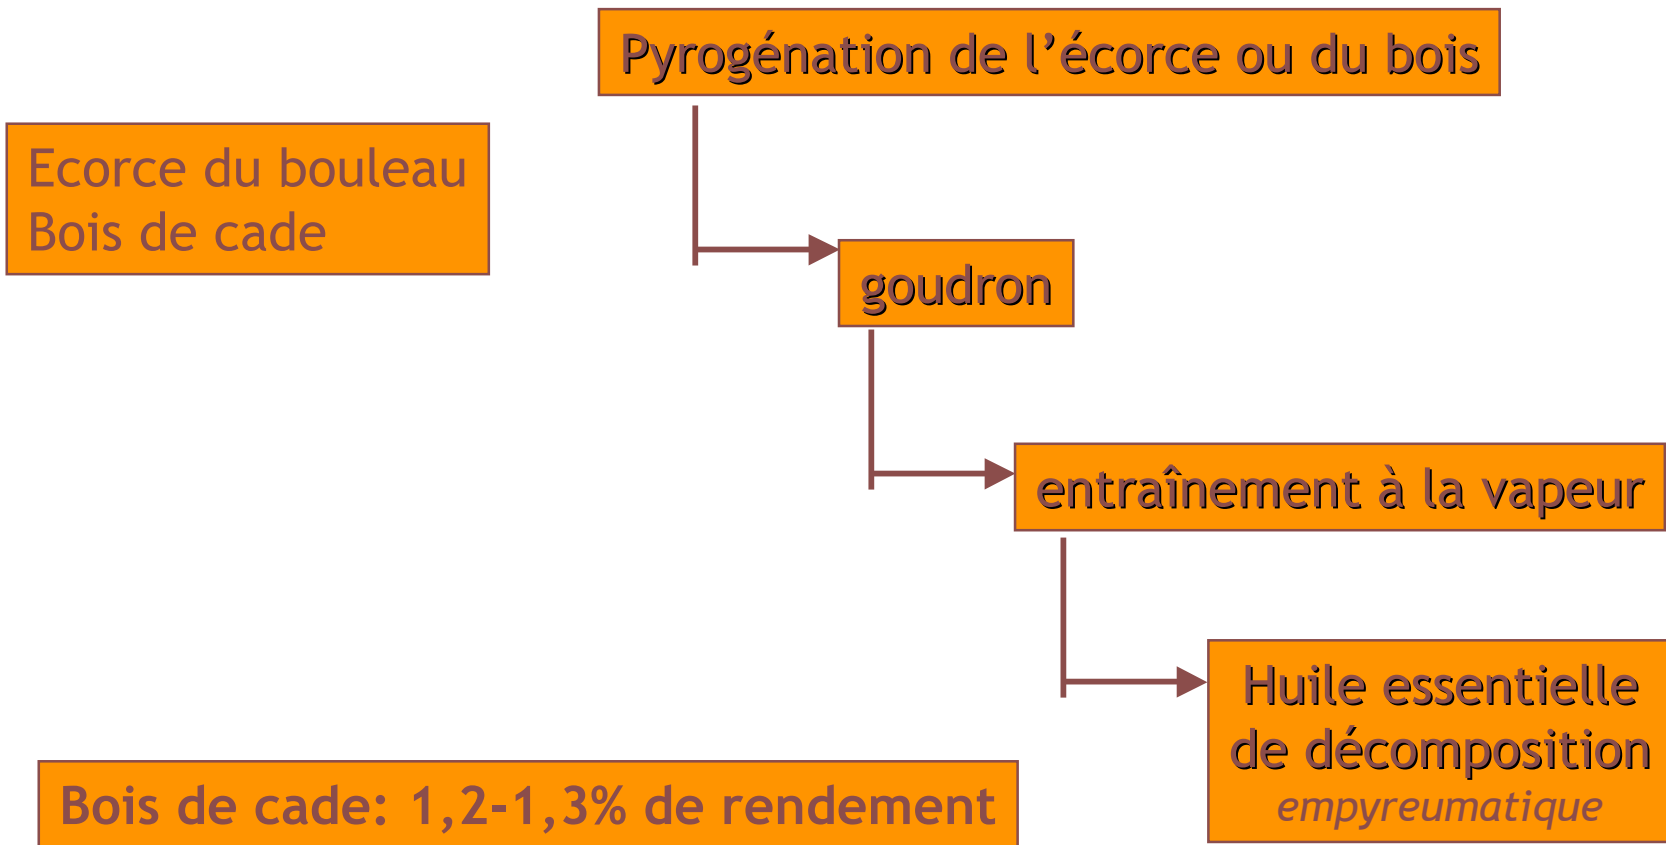 Pyrogénation de l’écorce ou du bois
Ecorce du bouleau
Bois de cade
goudron
entraînement à la vapeur
Huile essentielle
de décomposition
empyreumatique
Bois de cade: 1,2-1,3% de rendement